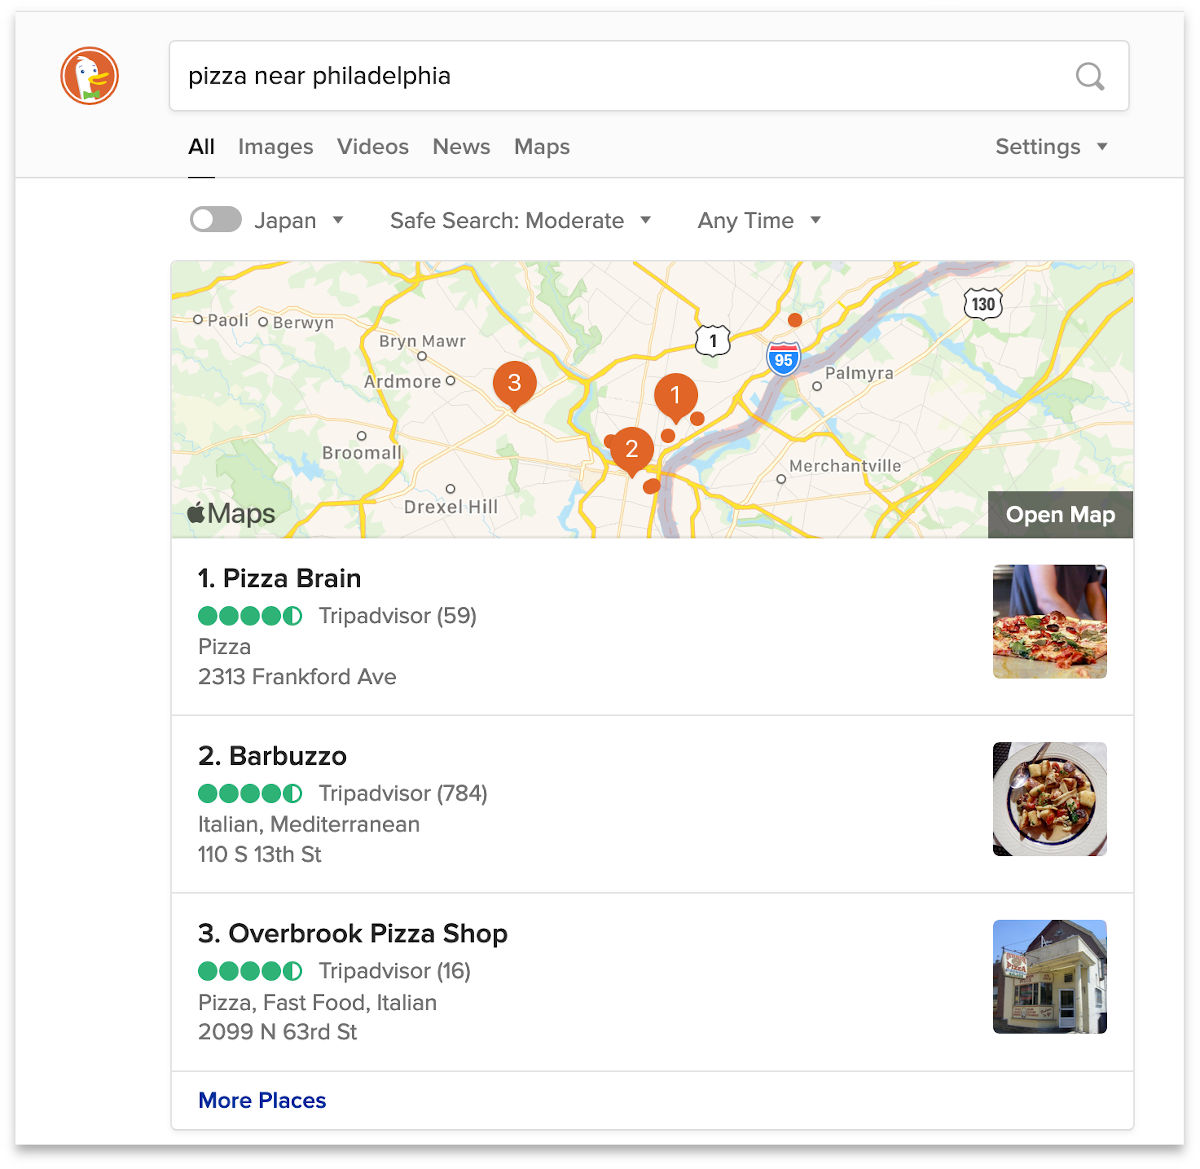 pizza near philadelphia
All Images Videos News Maps Settings
Japan Safe Search: Moderate Any Time
130
Paoli Berwyn
1
Bryn Mawr
95
Palmyra
Ardmore
3
1
Broomall
2
Merchantville
Drexel Hill
Maps
Open Map
1. Pizza Brain
Tripadvisor (59)
Pizza
2313 Frankford Ave
2. Barbuzzo
Tripadvisor (784)
Italian, Mediterranean
110 S 13th St
3. Overbrook Pizza Shop
Tripadvisor (16)
Pizza, Fast Food, Italian
2099 N 63rd St
PIZZA
More Places